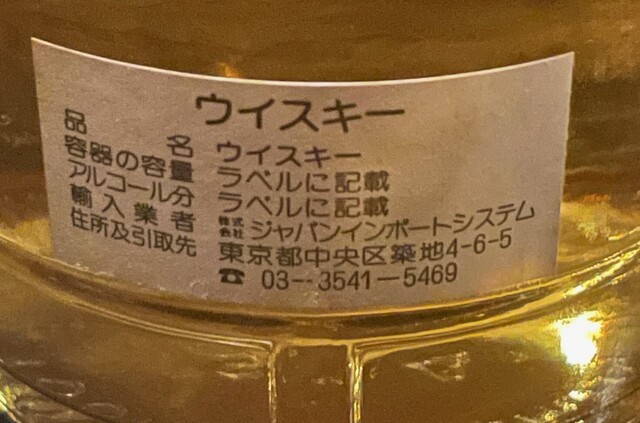 ウイスキー
品名 ウイスキー
容器の容量 ラベルに記載
アルコール分 ラベルに記載
輸入業者 株式会社 ジャパンインポートシステム
住所及引取先 東京都中央区築地4-6-5
☎ 03-3541-5469